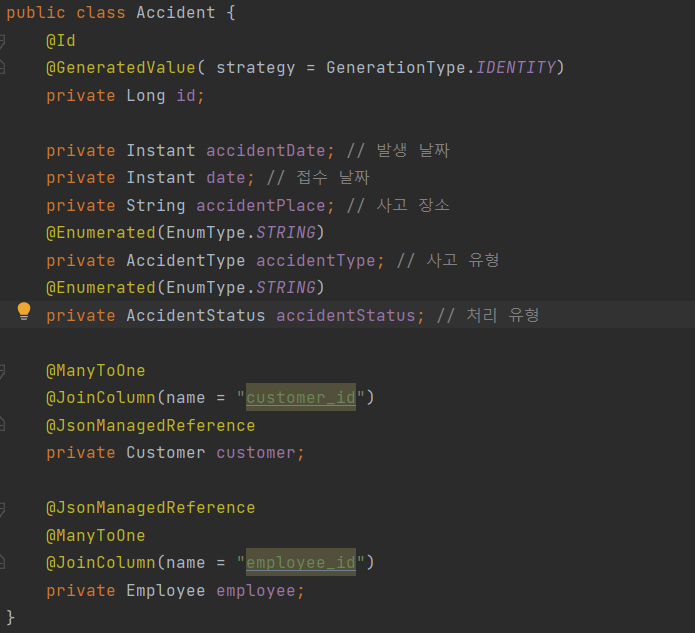 public class Accident {
@Id
@GeneratedValue( strategy = GenerationType.IDENTITY)
private Long id;
private Instant accidentDate; // 발생 날짜
private Instant date; // 접수 날짜
private String accidentPlace; // 사고 장소
@Enumerated(EnumType.STRING)
private AccidentType accidentType; // 사고 유형
@Enumerated(EnumType.STRING)
private AccidentStatus accidentStatus; // 처리 유형
@ManyToOne
@JoinColumn(name = "customer_id")
@JsonManagedReference
private Customer customer;
@JsonManagedReference
@ManyToOne
@JoinColumn(name = "employee_id")
private Employee employee;
}